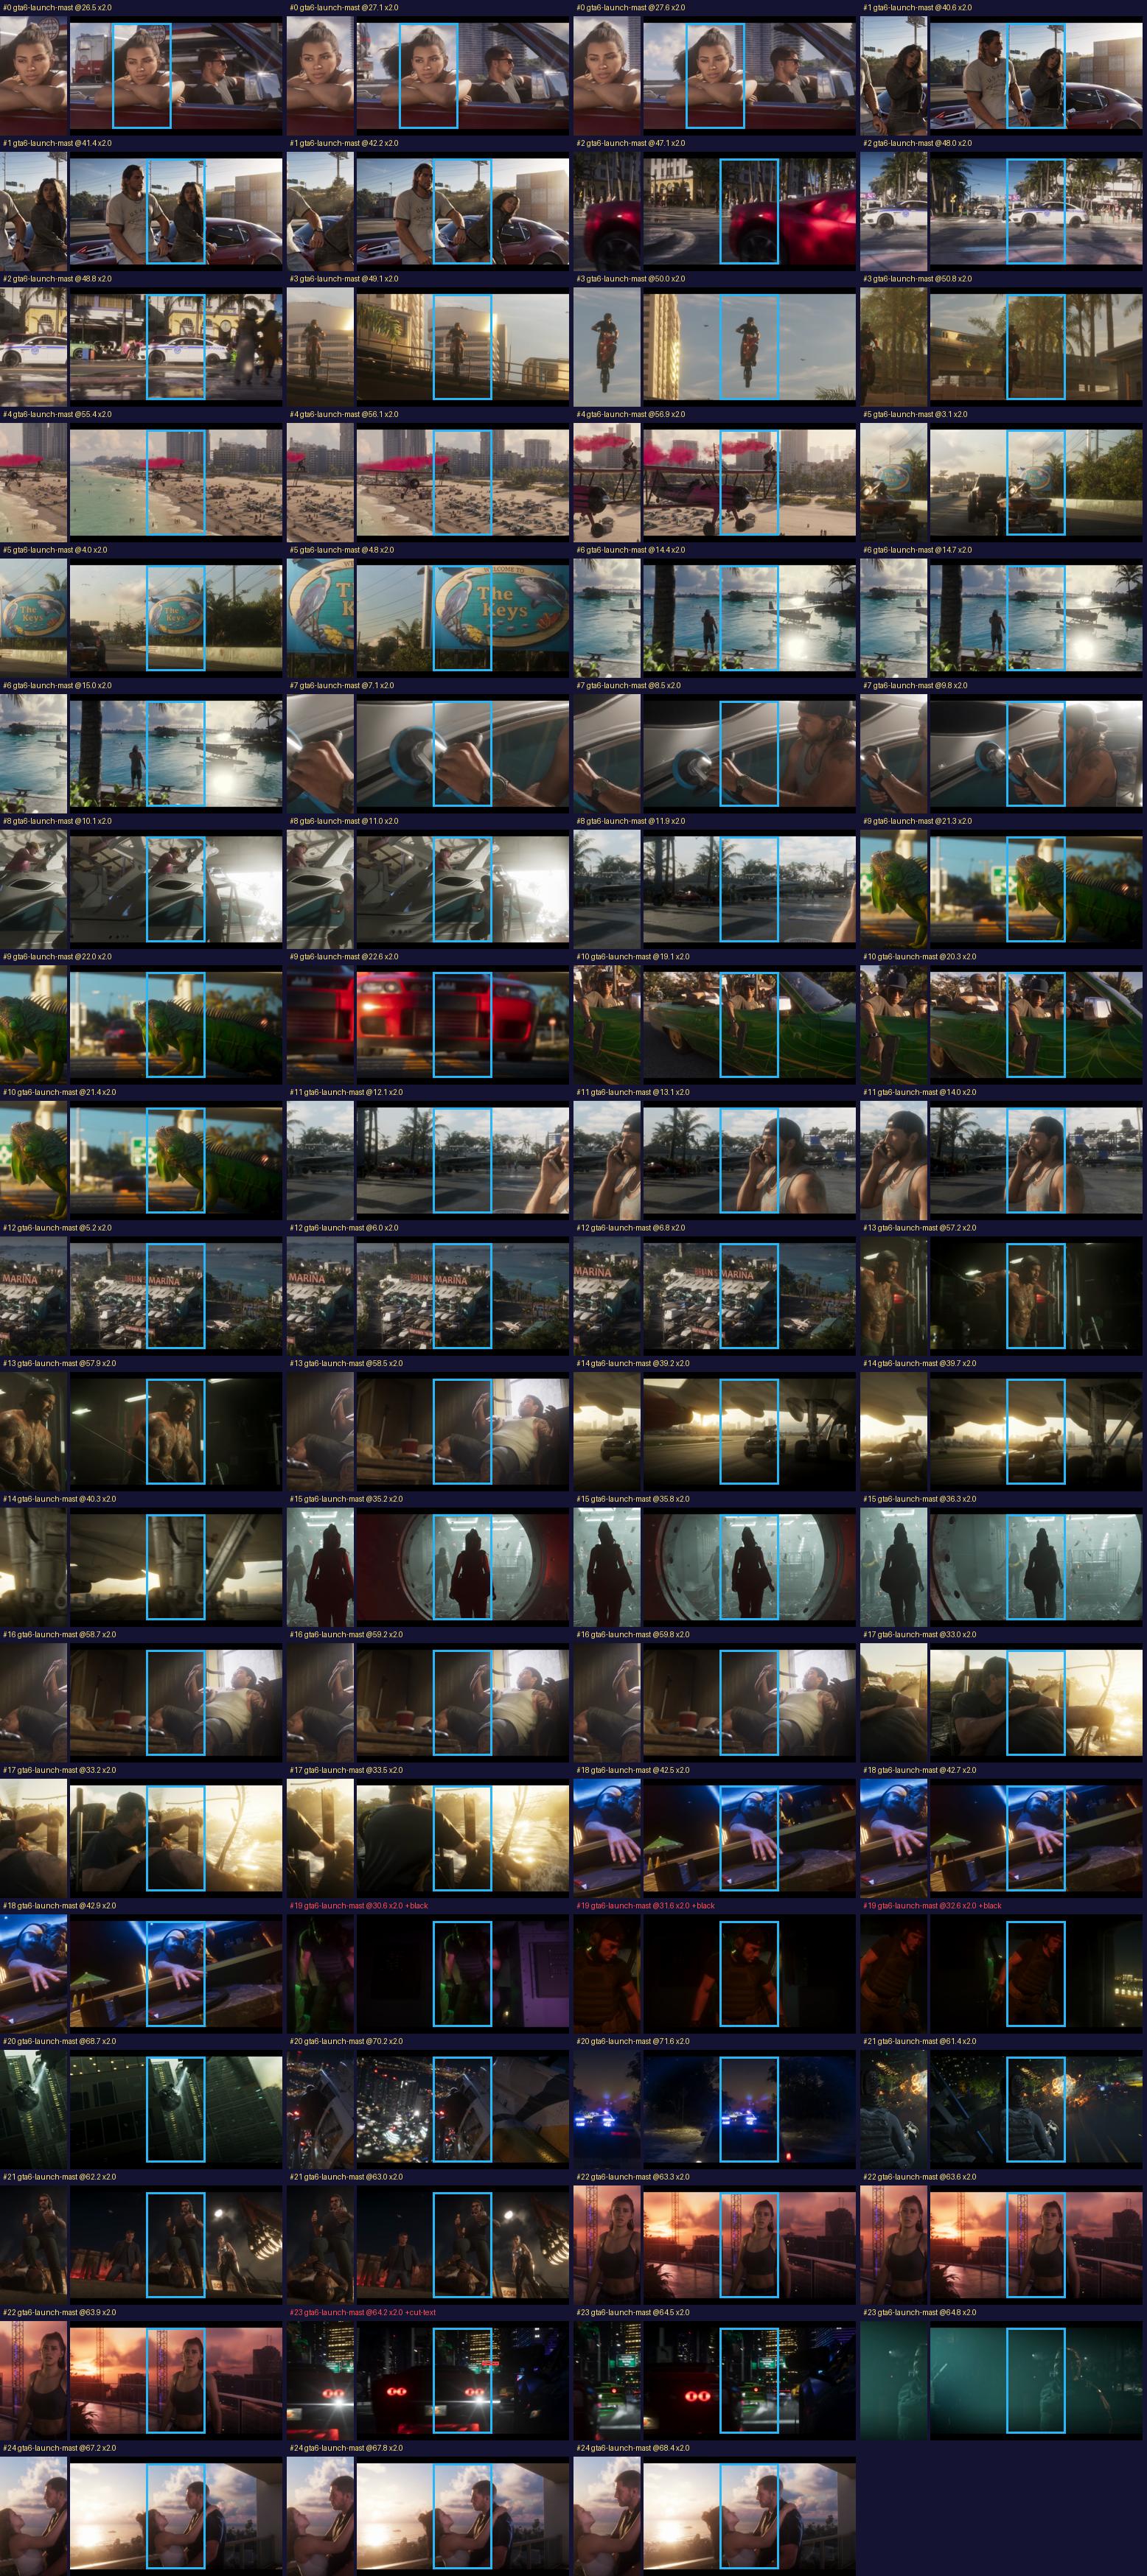 #0 gta6-launch-mast @26.5 x2.0
#0 gta6-launch-mast @27.1 x2.0
#0 gta6-launch-mast @27.6 x2.0
#1 gta6-launch-mast @40.6 x2.0
#1 gta6-launch-mast @41.4 x2.0
#1 gta6-launch-mast @42.2 x2.0
#2 gta6-launch-mast @47.1 x2.0
#2 gta6-launch-mast @48.0 x2.0
#2 gta6-launch-mast @48.8 x2.0
#3 gta6-launch-mast @49.1 x2.0
#3 gta6-launch-mast @50.0 x2.0
#3 gta6-launch-mast @50.8 x2.0
#4 gta6-launch-mast @55.4 x2.0
#4 gta6-launch-mast @56.1 x2.0
#4 gta6-launch-mast @56.9 x2.0
#5 gta6-launch-mast @3.1 x2.0
#5 gta6-launch-mast @4.0 x2.0
#5 gta6-launch-mast @4.8 x2.0
#6 gta6-launch-mast @14.4 x2.0
#6 gta6-launch-mast @14.7 x2.0
The
Keys
The
Keys
WELCOME TO
The
Keys
#6 gta6-launch-mast @15.0 x2.0
#7 gta6-launch-mast @7.1 x2.0
#7 gta6-launch-mast @8.5 x2.0
#7 gta6-launch-mast @9.8 x2.0
#8 gta6-launch-mast @10.1 x2.0
#8 gta6-launch-mast @11.0 x2.0
#8 gta6-launch-mast @11.9 x2.0
#9 gta6-launch-mast @21.3 x2.0
#9 gta6-launch-mast @22.0 x2.0
#9 gta6-launch-mast @22.6 x2.0
#10 gta6-launch-mast @19.1 x2.0
#10 gta6-launch-mast @20.3 x2.0
#10 gta6-launch-mast @21.4 x2.0
#11 gta6-launch-mast @12.1 x2.0
#11 gta6-launch-mast @13.1 x2.0
#11 gta6-launch-mast @14.0 x2.0
#12 gta6-launch-mast @5.2 x2.0
#12 gta6-launch-mast @6.0 x2.0
#12 gta6-launch-mast @6.8 x2.0
#13 gta6-launch-mast @57.2 x2.0
MARINA
MARINA
MARINA
MARINA
MARINA
MARINA
#13 gta6-launch-mast @57.9 x2.0
#13 gta6-launch-mast @58.5 x2.0
#14 gta6-launch-mast @39.2 x2.0
#14 gta6-launch-mast @39.7 x2.0
#14 gta6-launch-mast @40.3 x2.0
#15 gta6-launch-mast @35.2 x2.0
#15 gta6-launch-mast @35.8 x2.0
#15 gta6-launch-mast @36.3 x2.0
#16 gta6-launch-mast @58.7 x2.0
#16 gta6-launch-mast @59.2 x2.0
#16 gta6-launch-mast @59.8 x2.0
#17 gta6-launch-mast @33.0 x2.0
#17 gta6-launch-mast @33.2 x2.0
#17 gta6-launch-mast @33.5 x2.0
#18 gta6-launch-mast @42.5 x2.0
#18 gta6-launch-mast @42.7 x2.0
#18 gta6-launch-mast @42.9 x2.0
#19 gta6-launch-mast @30.6 x2.0 +black
#19 gta6-launch-mast @31.6 x2.0 +black
#19 gta6-launch-mast @32.6 x2.0 +black
#20 gta6-launch-mast @68.7 x2.0
#20 gta6-launch-mast @70.2 x2.0
#20 gta6-launch-mast @71.6 x2.0
#21 gta6-launch-mast @61.4 x2.0
#21 gta6-launch-mast @62.2 x2.0
#21 gta6-launch-mast @63.0 x2.0
#22 gta6-launch-mast @63.3 x2.0
#22 gta6-launch-mast @63.6 x2.0
#22 gta6-launch-mast @63.9 x2.0
#23 gta6-launch-mast @64.2 x2.0 +cut-text
#23 gta6-launch-mast @64.5 x2.0
#23 gta6-launch-mast @64.8 x2.0
#24 gta6-launch-mast @67.2 x2.0
#24 gta6-launch-mast @67.8 x2.0
#24 gta6-launch-mast @68.4 x2.0